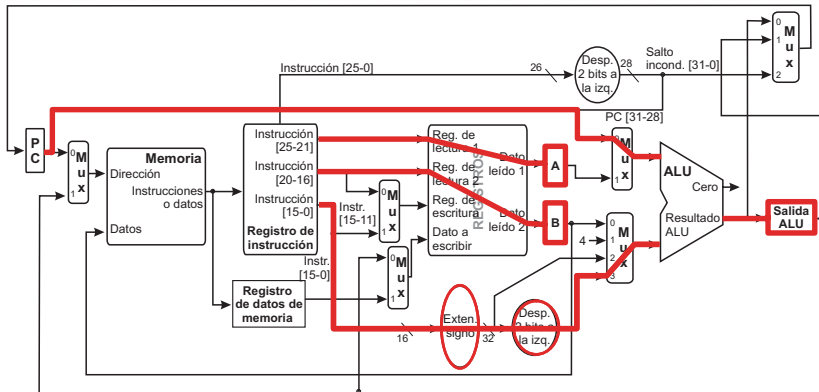 Instrucción [25-0]
26
Desp.
2 bits a
la izq.
28
Salto
incond. [31-0]
0
1
2
M
u
x
PC [31-28]
P
C
0
1
M
u
x
Memoria
Dirección
Instrucciones
o datos
Datos
Instrucción
[25-21]
Instrucción
[20-16]
Instrucción
[15-0]
Registro de
instrucción
Instr.
[15-11]
Instr.
[15-0]
Registro
de datos de
memoria
0
1
M
u
x
0
1
M
u
x
Reg. de
lectura 1
Reg. de
lectura 2
Reg. de
escritura
Dato a
escribir
REGISTROS
Dato
leído 1
Dato
leído 2
A
B
0
1
M
u
x
4
0
1
2
3
M
u
x
ALU
Cero
Resultado
ALU
Salida
ALU
16
Exten.
signo
32
Desp.
2 bits a
la izq.